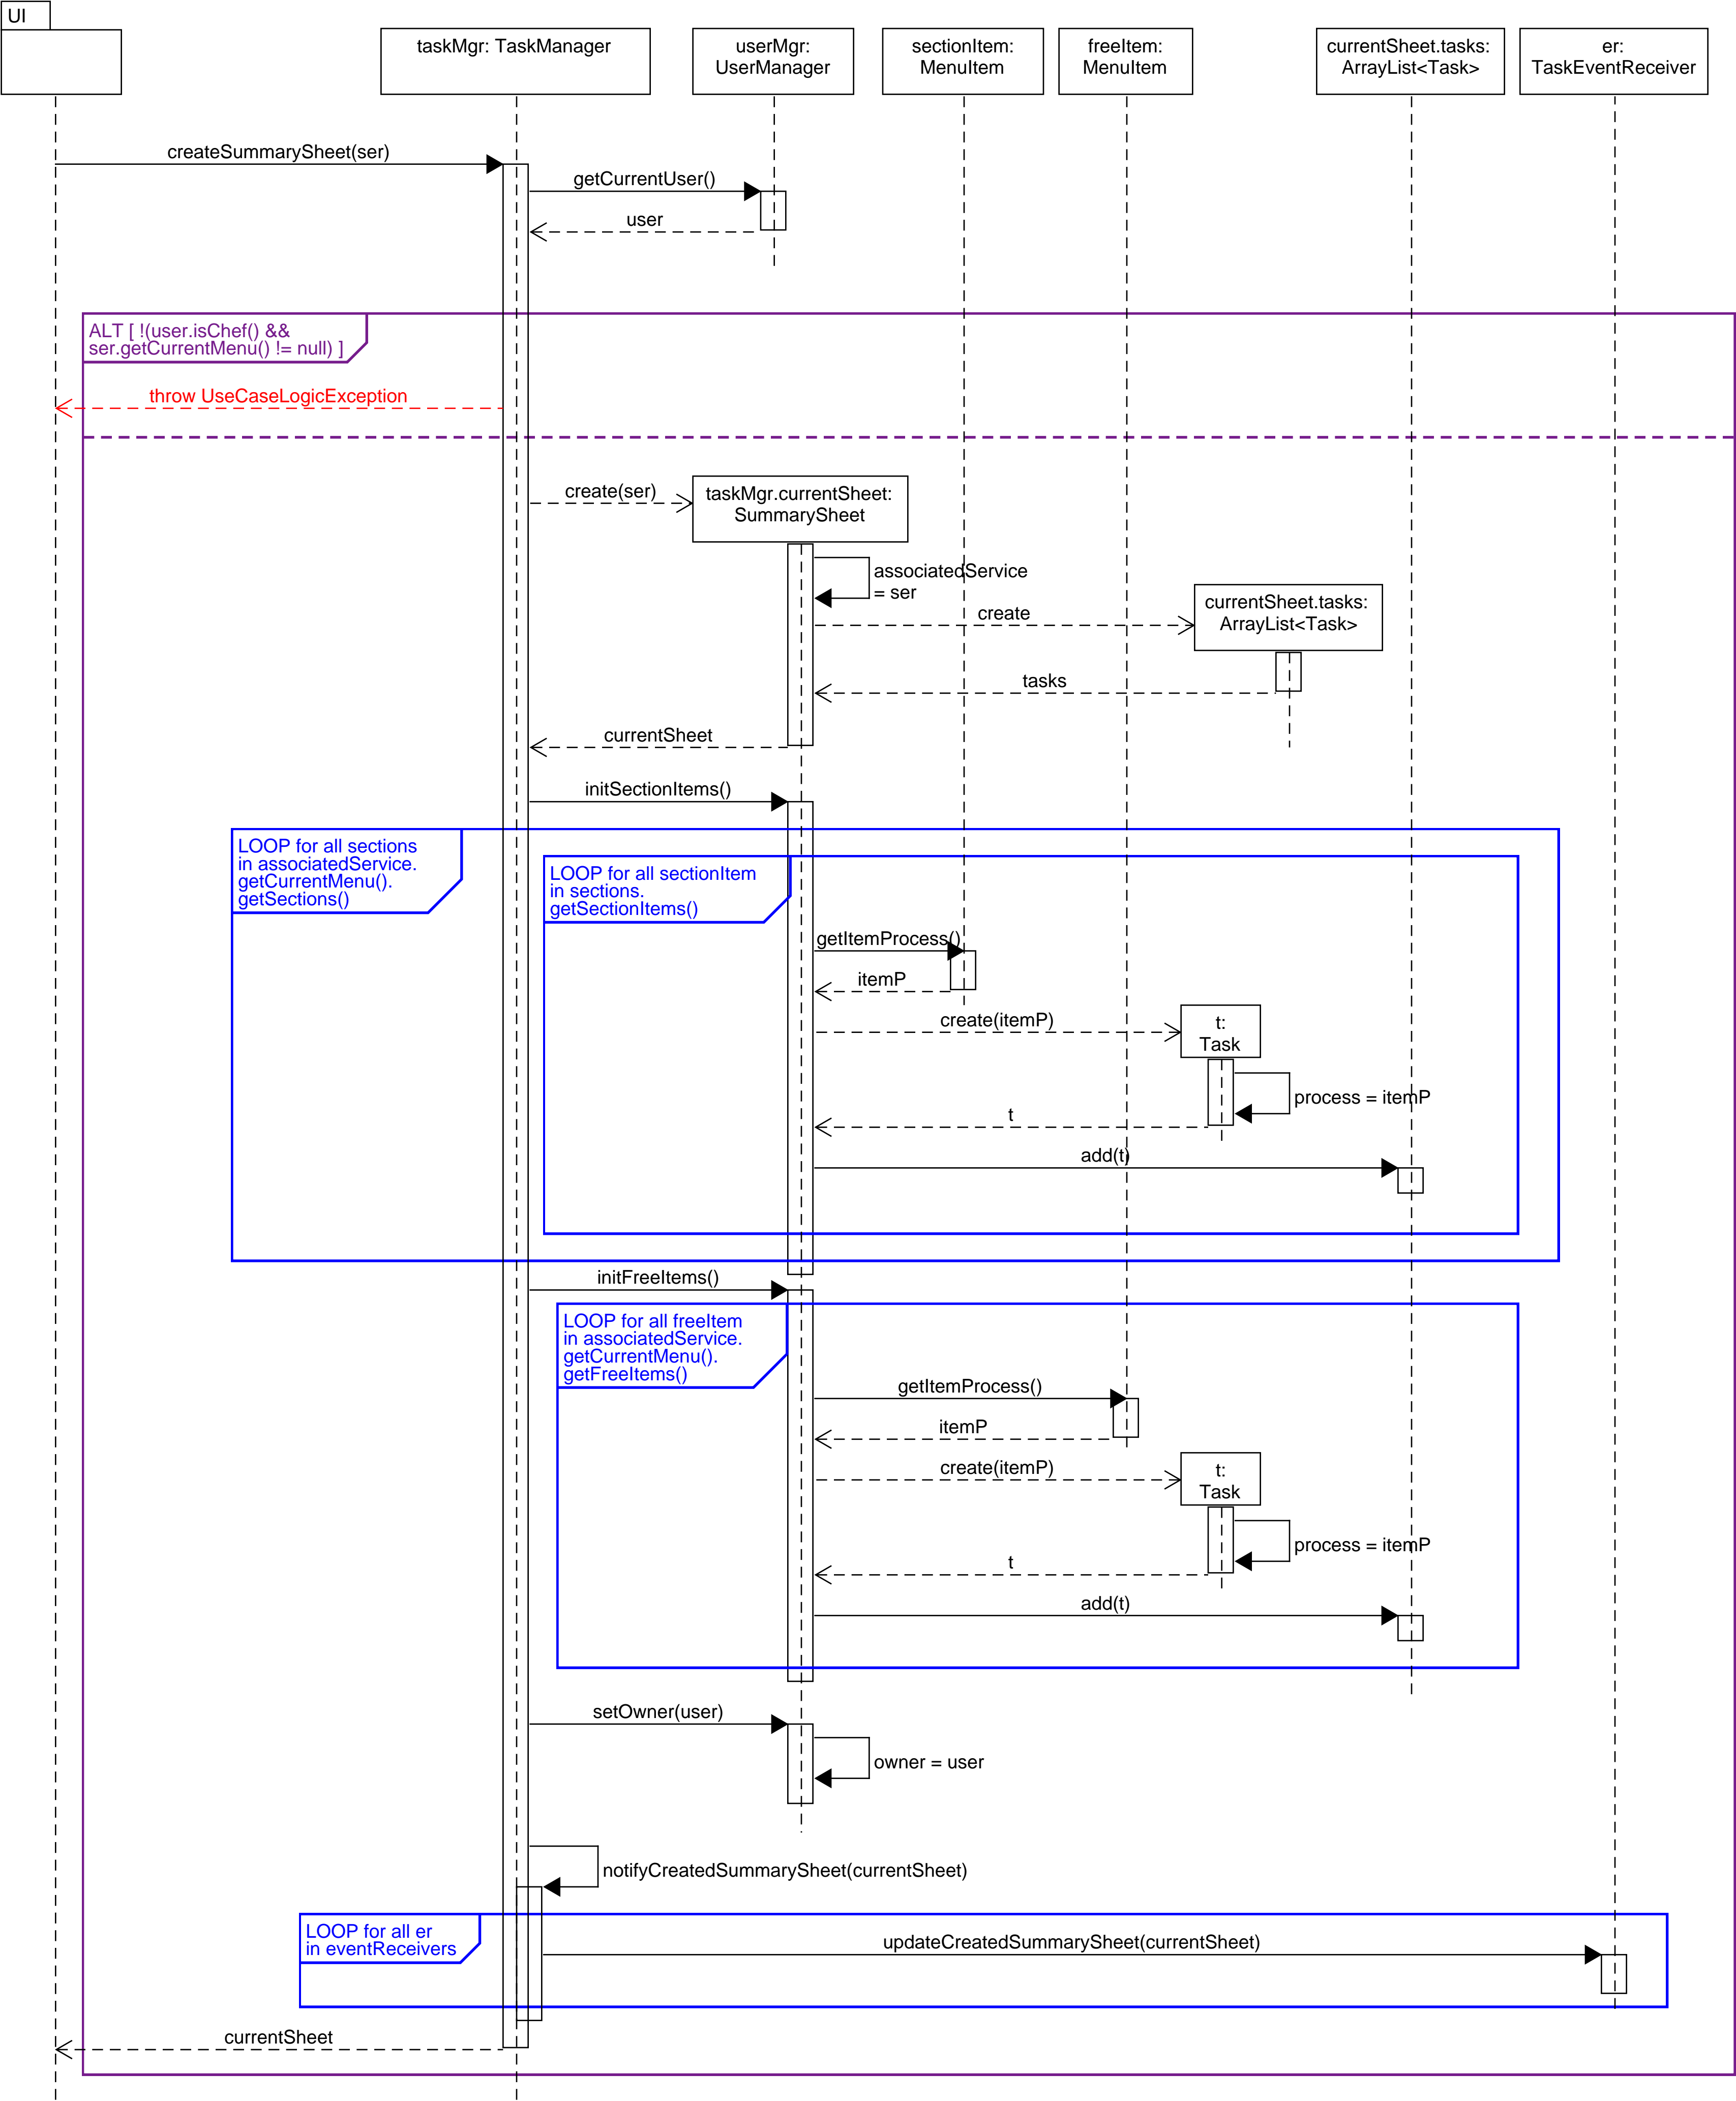 UI
taskMgr: TaskManager
userMgr:
UserManager
sectionItem:
MenuItem
freeItem:
MenuItem
currentSheet.tasks:
ArrayList<Task>
er:
TaskEventReceiver
createSummarySheet(ser)
getCurrentUser()
user
ALT [ !(user.isChef() &&
ser.getCurrentMenu() != null) ]
throw UseCaseLogicException
create(ser)
taskMgr.currentSheet:
SummarySheet
associatedService
= ser
create
currentSheet.tasks:
ArrayList<Task>
tasks
currentSheet
initSectionItems()
LOOP for all sections
in associatedService.
getCurrentMenu().
getSections()
LOOP for all sectionItem
in sections.
getSectionItems()
getItemProcess()
itemP
create(itemP)
t:
Task
process = itemP
t
add(t)
initFreeItems()
LOOP for all freeItem
in associatedService.
getCurrentMenu().
getFreeItems()
getItemProcess()
itemP
create(itemP)
t:
Task
process = itemP
t
add(t)
setOwner(user)
owner = user
notifyCreatedSummarySheet(currentSheet)
LOOP for all er
in eventReceivers
updateCreatedSummarySheet(currentSheet)
currentSheet